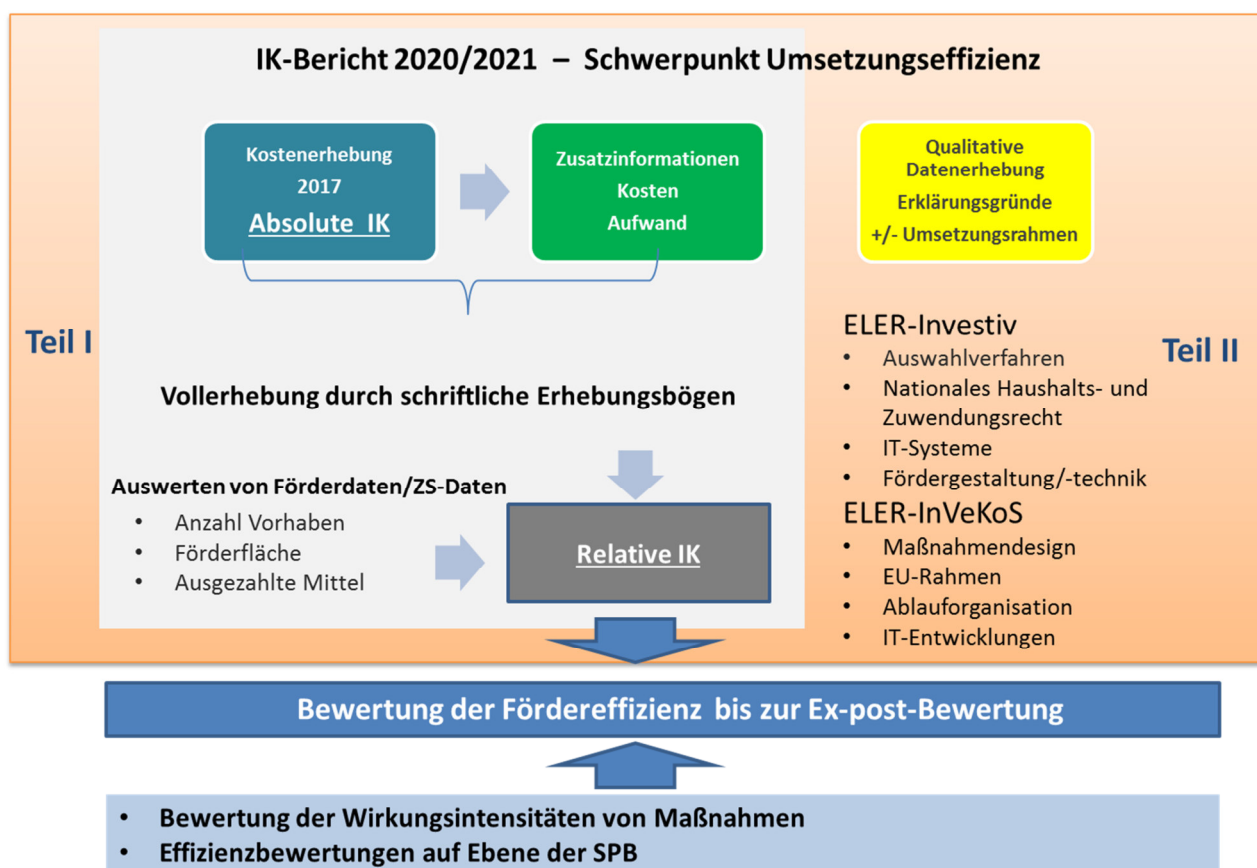 IK-Bericht 2020/2021 – Schwerpunkt Umsetzungseffizienz
Kostenerhebung
2017
Absolute IK
Zusatzinformationen
Kosten
Aufwand
Qualitative
Datenerhebung
Erklärungsgründe
+/- Umsetzungsrahmen
Teil I
Vollerhebung durch schriftliche Erhebungsbögen
Auswerten von Förderdaten/ZS-Daten
• Anzahl Vorhaben
• Förderfläche
• Ausgezahlte Mittel
Relative IK
ELER-Investiv
• Auswahlverfahren
• Nationales Haushalts- und
Zuwendungsrecht
• IT-Systeme
• Fördergestaltung/-technik
ELER-InVeKoS
• Maßnahmendesign
• EU-Rahmen
• Ablauforganisation
• IT-Entwicklungen
Teil II
Bewertung der Fördereffizienz bis zur Ex-post-Bewertung
• Bewertung der Wirkungsintensitäten von Maßnahmen
• Effizienzbewertungen auf Ebene der SPB